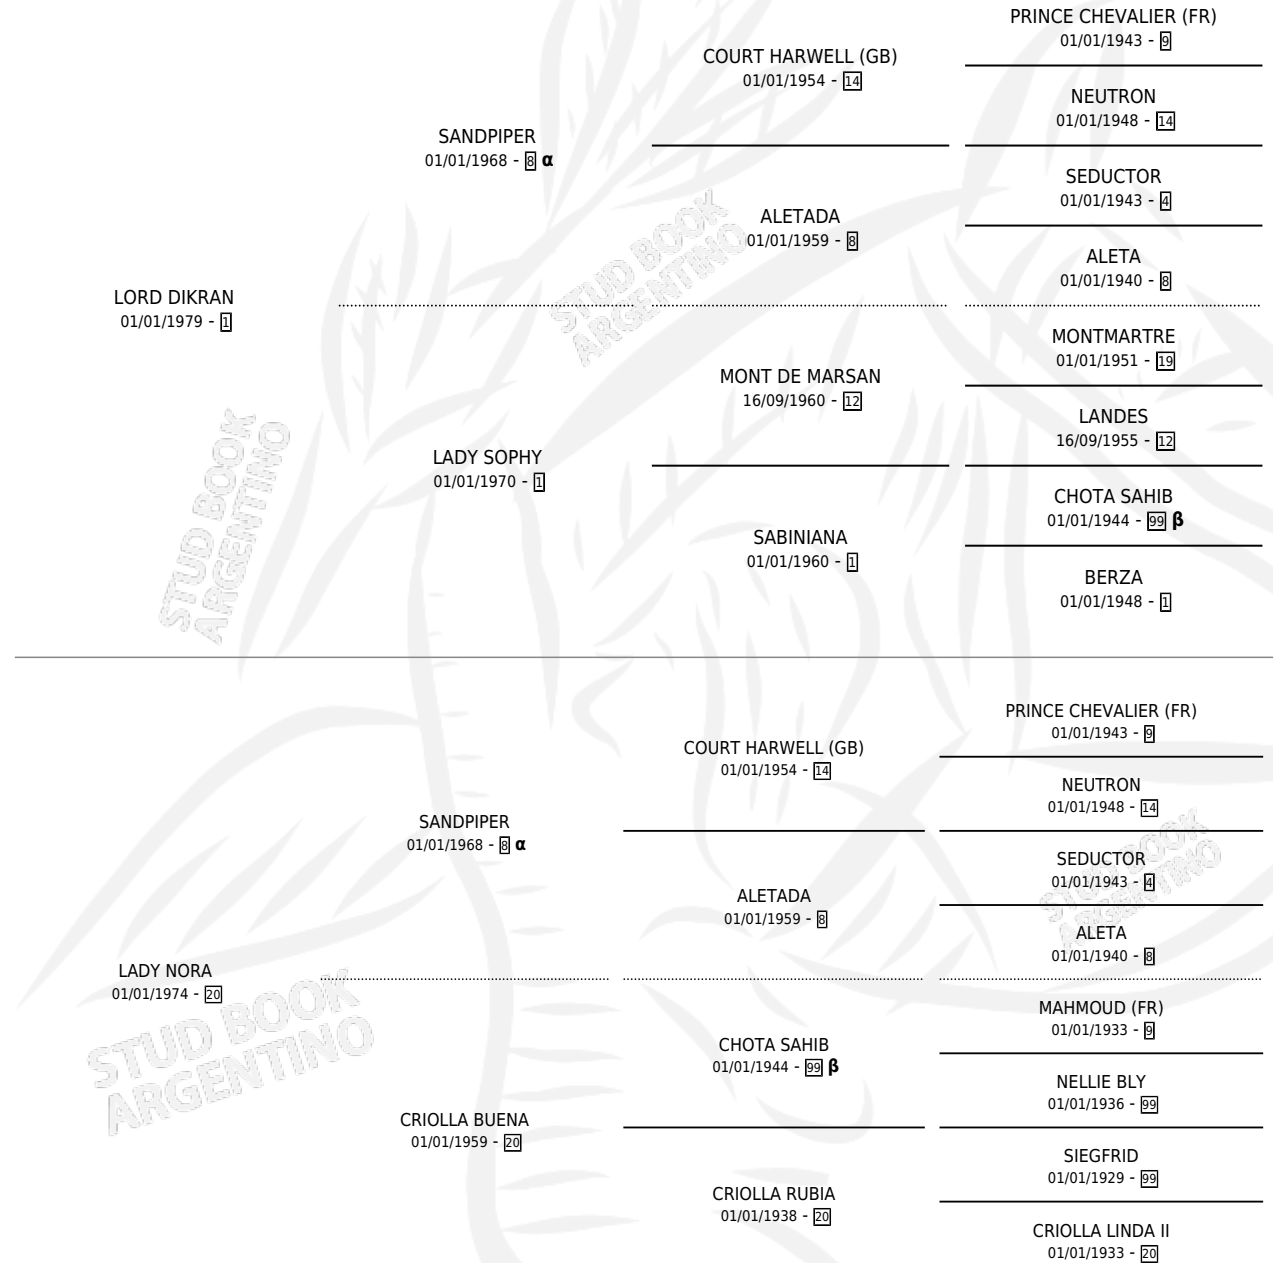 PRINCE CHEVALIER (FR)
01/01/1943 - 9
COURT HARWELL (GB)
01/01/1954 - 14
NEUTRON
01/01/1948 - 14
SANDPIPER
01/01/1968 - 8 α
SEDUCTOR
01/01/1943 - 4
ALETADA
01/01/1959 - 8
ALETA
01/01/1940 - 8
LORD DIKRAN
01/01/1979 - 1
MONTMARTRE
01/01/1951 - 19
MONT DE MARSAN
16/09/1960 - 12
LANDES
16/09/1955 - 12
LADY SOPHY
01/01/1970 - 1
CHOTA SAHIB
01/01/1944 - 99 β
SABINIANA
01/01/1960 - 1
BERZA
01/01/1948 - 1
STUD BOOK
ARGENTINO
STUD BOOK
ARGENTINO
PRINCE CHEVALIER (FR)
01/01/1943 - 9
COURT HARWELL (GB)
01/01/1954 - 14
NEUTRON
01/01/1948 - 14
SANDPIPER
01/01/1968 - 8 α
SEDUCTOR
01/01/1943 - 4
ALETADA
01/01/1959 - 8
ALETA
01/01/1940 - 8
LADY NORA
01/01/1974 - 20
MAHMOUD (FR)
01/01/1933 - 9
CHOTA SAHIB
01/01/1944 - 99 β
NELLIE BLY
01/01/1936 - 99
CRIOLLA BUENA
01/01/1959 - 20
SIEGFRID
01/01/1929 - 99
CRIOLLA RUBIA
01/01/1938 - 20
CRIOLLA LINDA II
01/01/1933 - 20
STUD BOOK
ARGENTINO
STUD BOOK
ARGENTINO